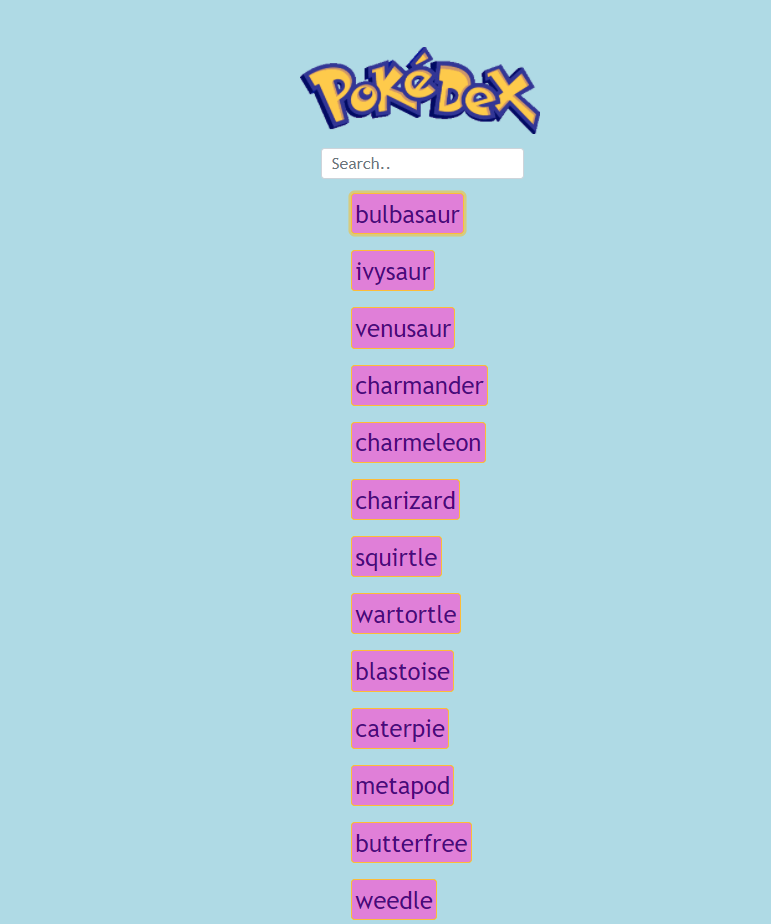 PokéDex
Search..
bulbasaur
ivysaur
venusaur
charmander
charmeleon
charizard
squirtle
wartortle
blastoise
caterpie
metapod
butterfree
weedle